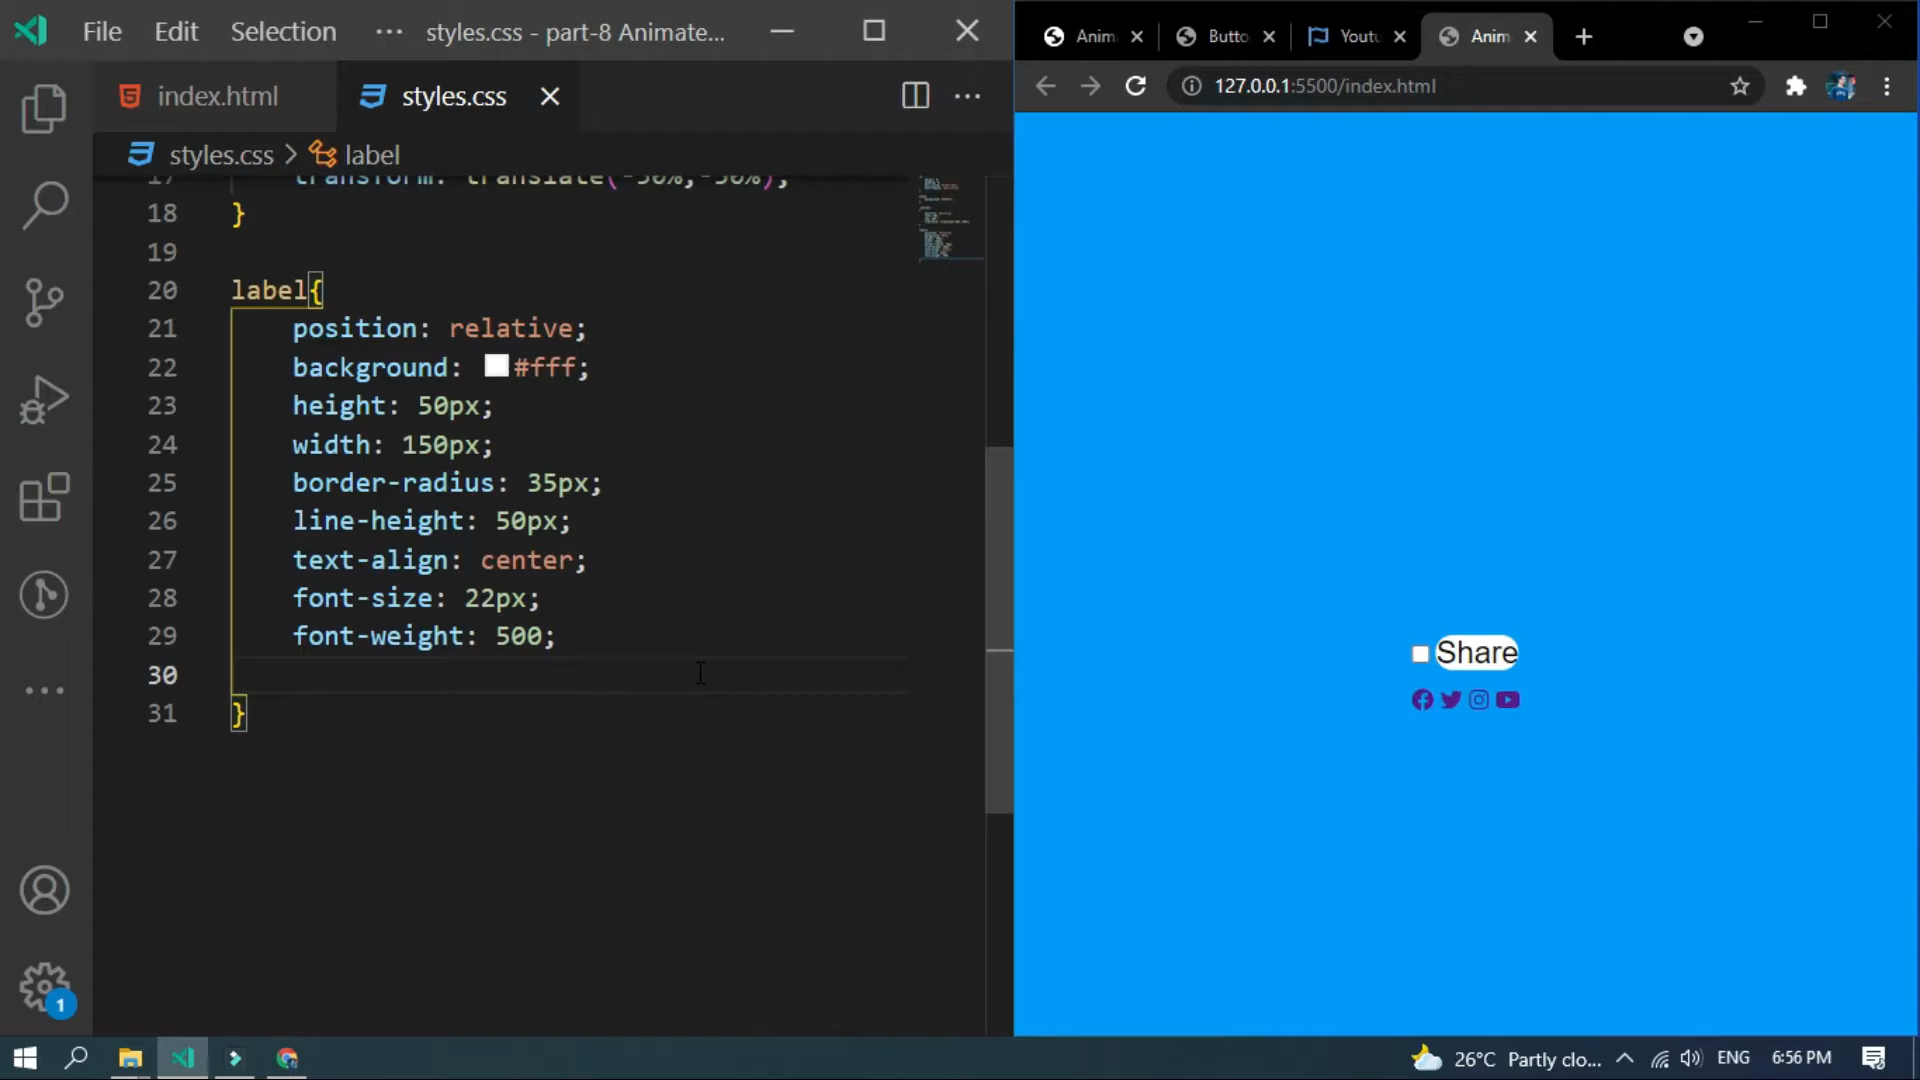 File Edit Selection ··· styles.css - part-8 Animate...
index.html styles.css
styles.css > label
17 transform: translate(-50%,-50%);
18 }
19
20 label{
21 position: relative;
22 background: #fff;
23 height: 50px;
24 width: 150px;
25 border-radius: 35px;
26 line-height: 50px;
27 text-align: center;
28 font-size: 22px;
29 font-weight: 500;
30
31 }
1
Anim Butto Youtu Anim
127.0.0.1:5500/index.html
Share
26°C Partly clo... ENG 6:56 PM